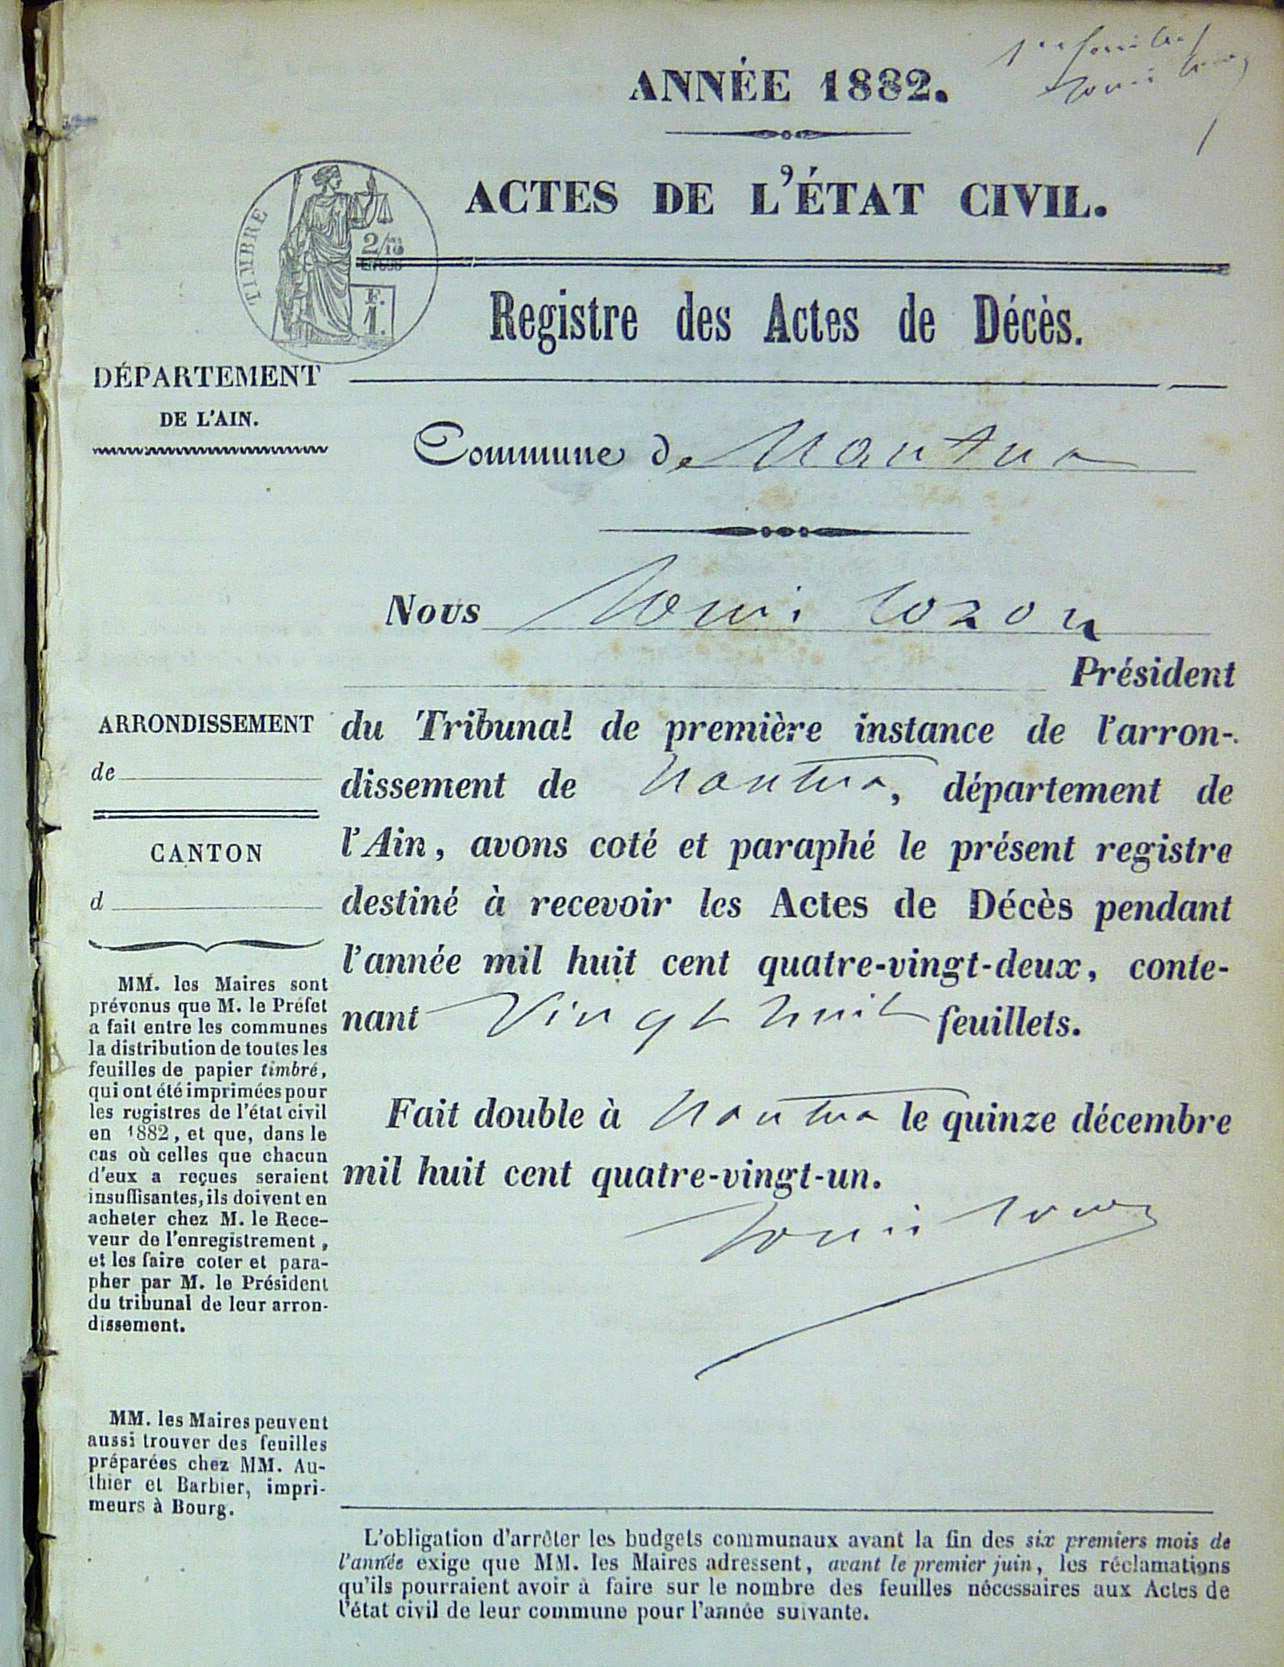 1er feuillet
ANNÉE 1882.
1
ACTES DE L'ÉTAT CIVIL.
TIMBRE
2/10
F.
1.
Registre des Actes de Décès.
DÉPARTEMENT
DE L'AIN.
Commune de Nantua
Nous Louis Cozon
Président
du Tribunal de première instance de l'arron-
dissement de Nantua, département de
l'Ain, avons coté et paraphé le présent registre
destiné à recevoir les Actes de Décès pendant
l'année mil huit cent quatre-vingt-deux, conte-
nant Vingt huit feuillets.
Fait double à Nantua le quinze décembre
mil huit cent quatre-vingt-un.
ARRONDISSEMENT
de
CANTON
d
MM. les Maires sont
prévenus que M. le Préfet
a fait entre les communes
la distribution de toutes les
feuilles de papier timbré,
qui ont été imprimées pour
les registres de l'état civil
en 1882, et que, dans le
cas où celles que chacun
d'eux a reçues seraient
insuffisantes, ils doivent en
acheter chez M. le Rece-
veur de l'enregistrement,
et les faire coter et para-
pher par M. le Président
du tribunal de leur arron-
dissement.
MM. les Maires peuvent
aussi trouver des feuilles
préparées chez MM. Au-
thier et Barbier, impri-
meurs à Bourg.
L'obligation d'arrêter les budgets communaux avant la fin des six premiers mois de
l'année exige que MM. les Maires adressent, avant le premier juin, les réclamations
qu'ils pourraient avoir à faire sur le nombre des feuilles nécessaires aux Actes de
l'état civil de leur commune pour l'année suivante.